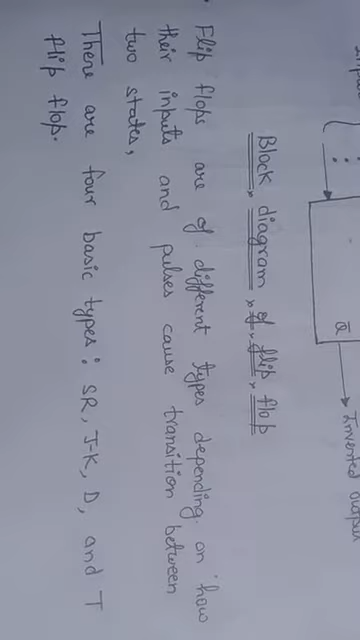 Q̅
Inverted output
Block diagram of flip flop
Flip flops are of different types depending on how
their inputs and pulses cause transition between
two states,
There are four basic types: SR, J-K, D, and T
flip flop.